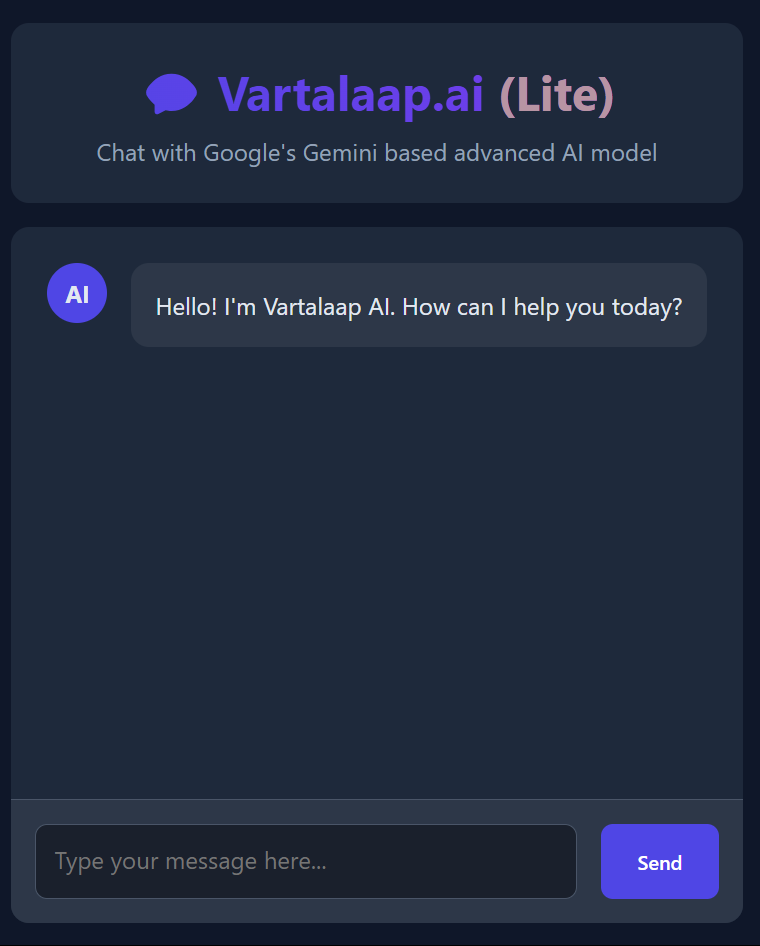 Vartalaap.ai (Lite)
Chat with Google's Gemini based advanced AI model
AI
Hello! I'm Vartalaap AI. How can I help you today?
Type your message here...
Send